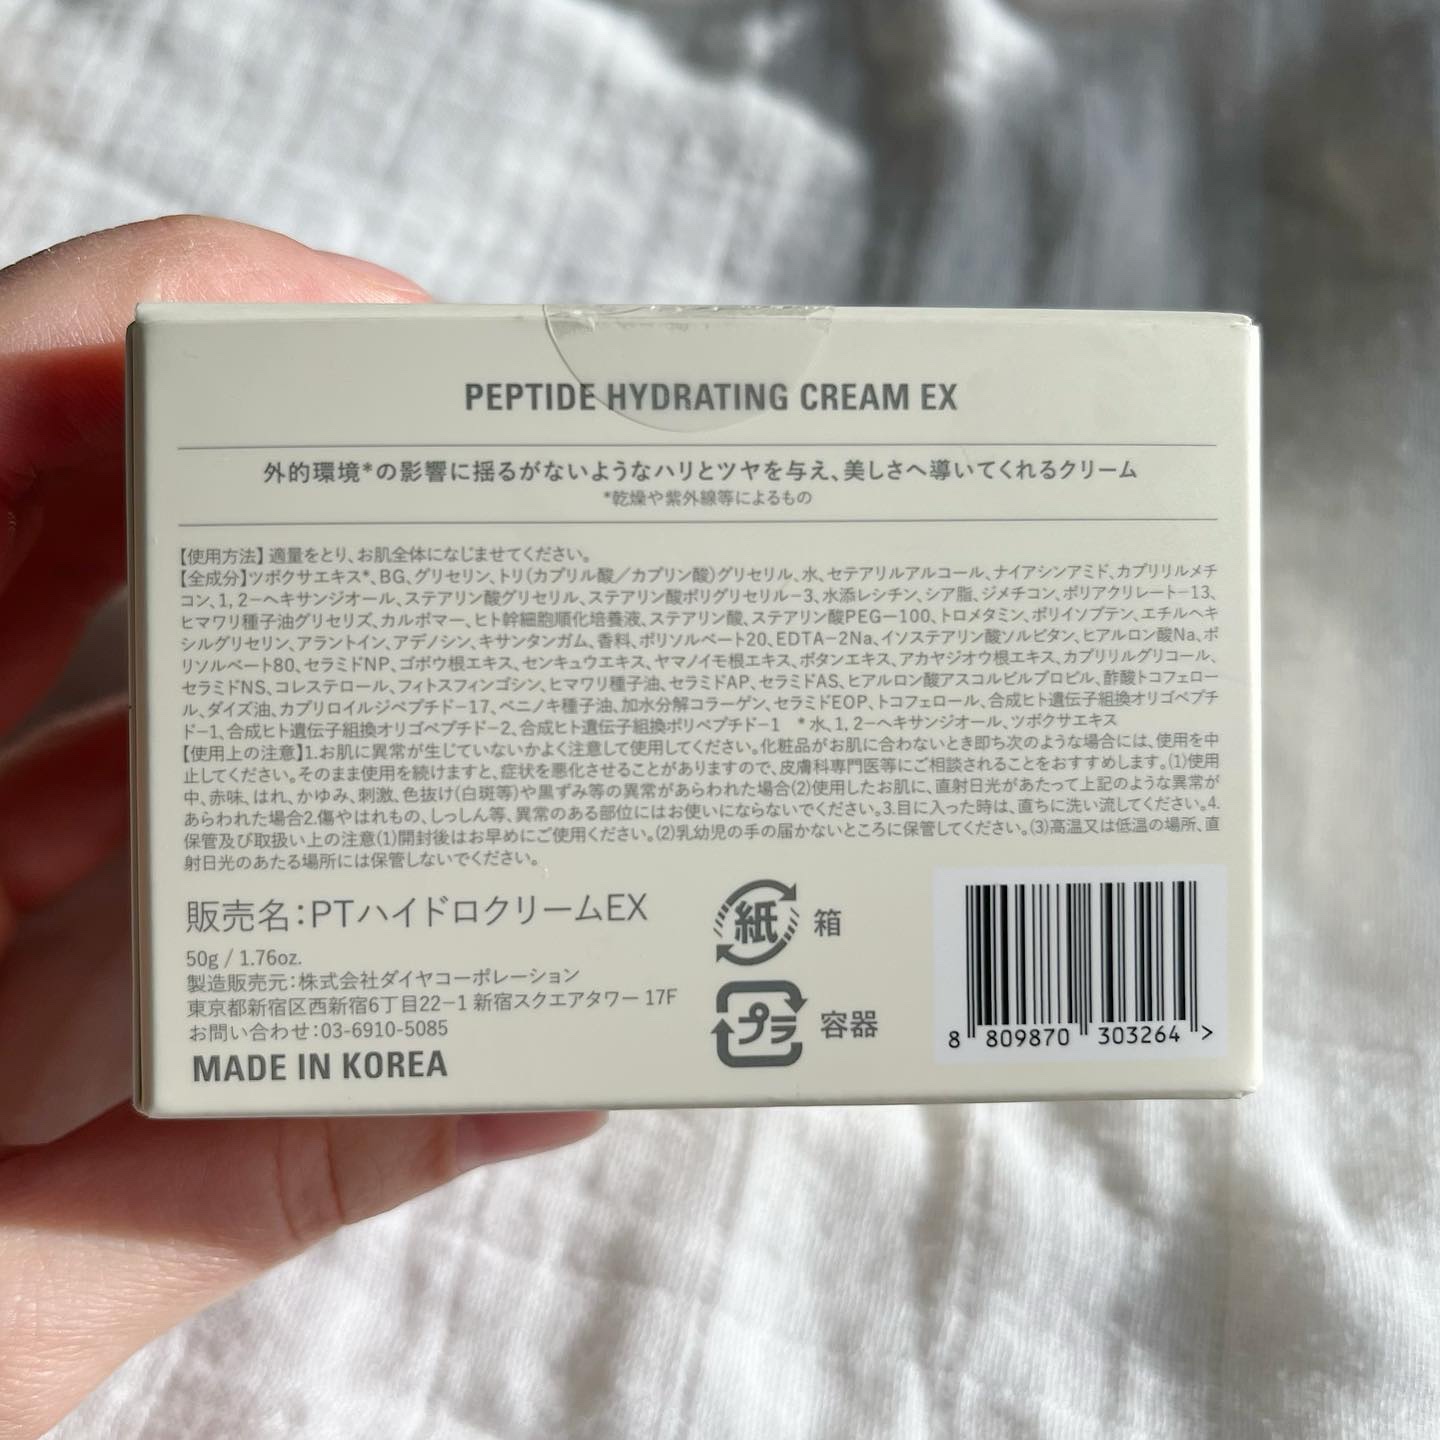 PEPTIDE HYDRATING CREAM EX
外的環境*の影響に揺るがないようなハリとツヤを与え、美しさへ導いてくれるクリーム
*乾燥や紫外線等によるもの
【使用方法】適量をとり、お肌全体になじませてください。
【全成分】ツボクサエキス*、BG、グリセリン、トリ(カプリル酸/カプリン酸)グリセリル、水、セテアリルアルコール、ナイアシンアミド、カプリリルメチ
コン、1,2-ヘキサンジオール、ステアリン酸グリセリル、ステアリン酸ポリグリセリル-3、水添レシチン、シア脂、ジメチコン、ポリアクリレート-13、
ヒマワリ種子油グリセリズ、カルボマー、ヒト幹細胞順化培養液、ステアリン酸、ステアリン酸PEG-100、トロメタミン、ポリイソブテン、エチルヘキ
シルグリセリン、アラントイン、アデノシン、キサンタンガム、香料、ポリソルベート20、EDTA-2Na、イソステアリン酸ソルビタン、ヒアルロン酸Na、ポ
リソルベート80、セラミドNP、ゴボウ根エキス、センキュウエキス、ヤマノイモ根エキス、ボタンエキス、アカヤジオウ根エキス、カプリリルグリコール、
セラミドNS、コレステロール、フィトスフィンゴシン、ヒマワリ種子油、セラミドAP、セラミドAS、ヒアルロン酸アスコルビルプロピル、酢酸トコフェロー
ル、ダイズ油、カプリロイルジペプチド-17、ベニノキ種子油、加水分解コラーゲン、セラミドEOP、トコフェロール、合成ヒト遺伝子組換オリゴペプチ
ド-1、合成ヒト遺伝子組換オリゴペプチド-2、合成ヒト遺伝子組換ポリペプチド-1 *水、1,2-ヘキサンジオール、ツボクサエキス
【使用上の注意】1.お肌に異常が生じていないかよく注意して使用してください。化粧品がお肌に合わないとき即ち次のような場合には、使用を中
止してください。そのまま使用を続けますと、症状を悪化させることがありますので、皮膚科専門医等にご相談されることをおすすめします。(1)使用
中、赤味、はれ、かゆみ、刺激、色抜け(白斑等)や黒ずみ等の異常があらわれた場合(2)使用したお肌に、直射日光があたって上記のような異常が
あらわれた場合2.傷やはれもの、しっしん等、異常のある部位にはお使いにならないでください。3.目に入った時は、直ちに洗い流してください。4.
保管及び取扱い上の注意(1)開封後はお早めにご使用ください。(2)乳幼児の手の届かないところに保管してください。(3)高温又は低温の場所、直
射日光のあたる場所には保管しないでください。
販売名:PTハイドロクリームEX
50g / 1.76oz.
製造販売元:株式会社ダイヤコーポレーション
東京都新宿区西新宿6丁目22-1 新宿スクエアタワー 17F
お問い合わせ:03-6910-5085
MADE IN KOREA
紙 箱
プラ 容器
8 809870 303264 >